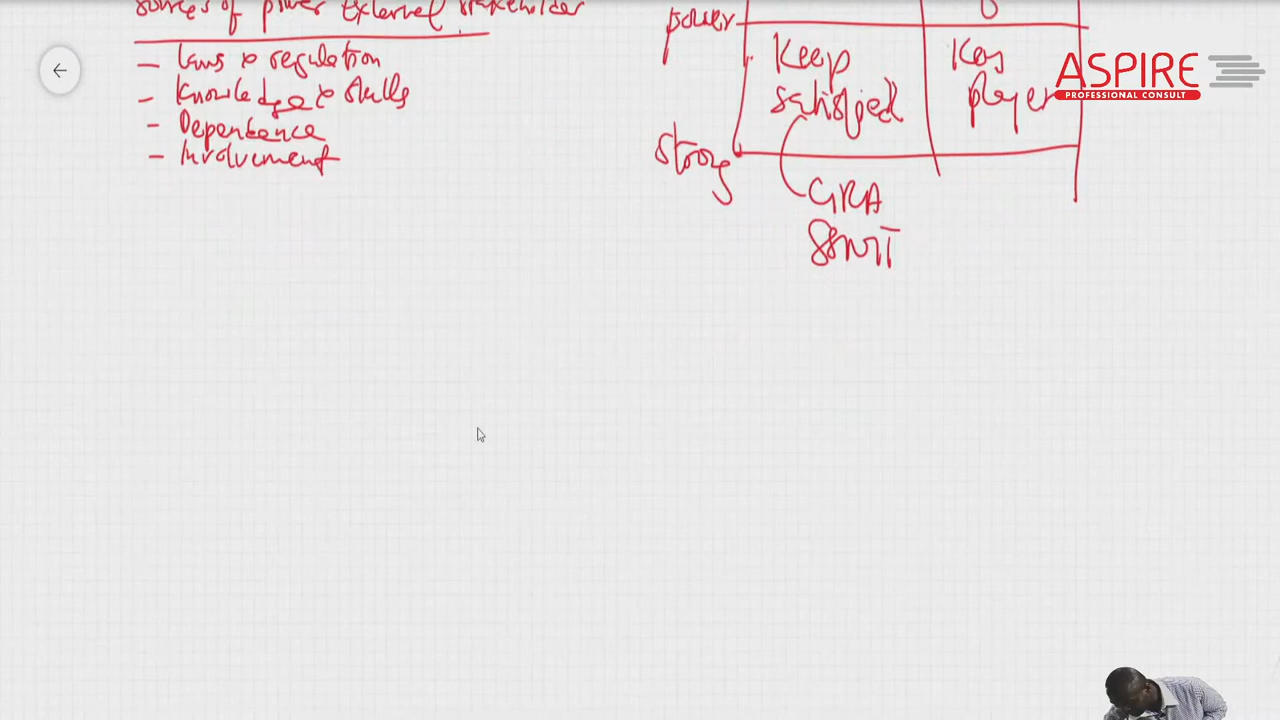 sources of power External stakeholder
– Laws & regulation
– Knowledge & skills
– Dependence
– Involvement
power
Keep
satisfied
Key
player
strong
GRA
SSNIT
ASPIRE
PROFESSIONAL CONSULT